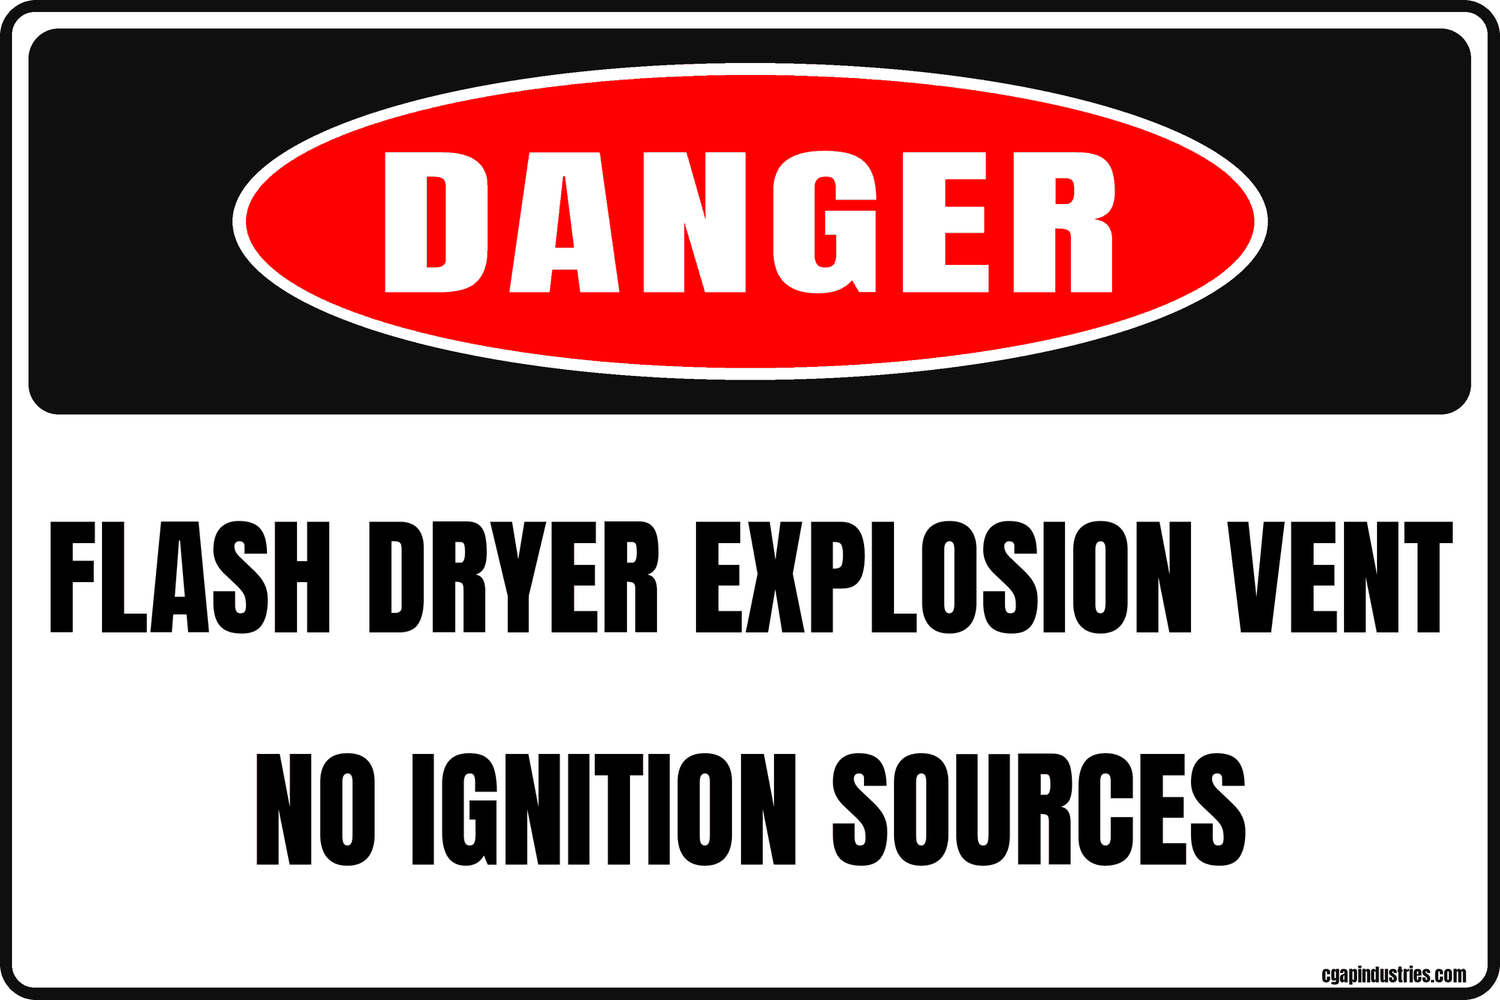 DANGER
FLASH DRYER EXPLOSION VENT
NO IGNITION SOURCES
cgapindustries.com